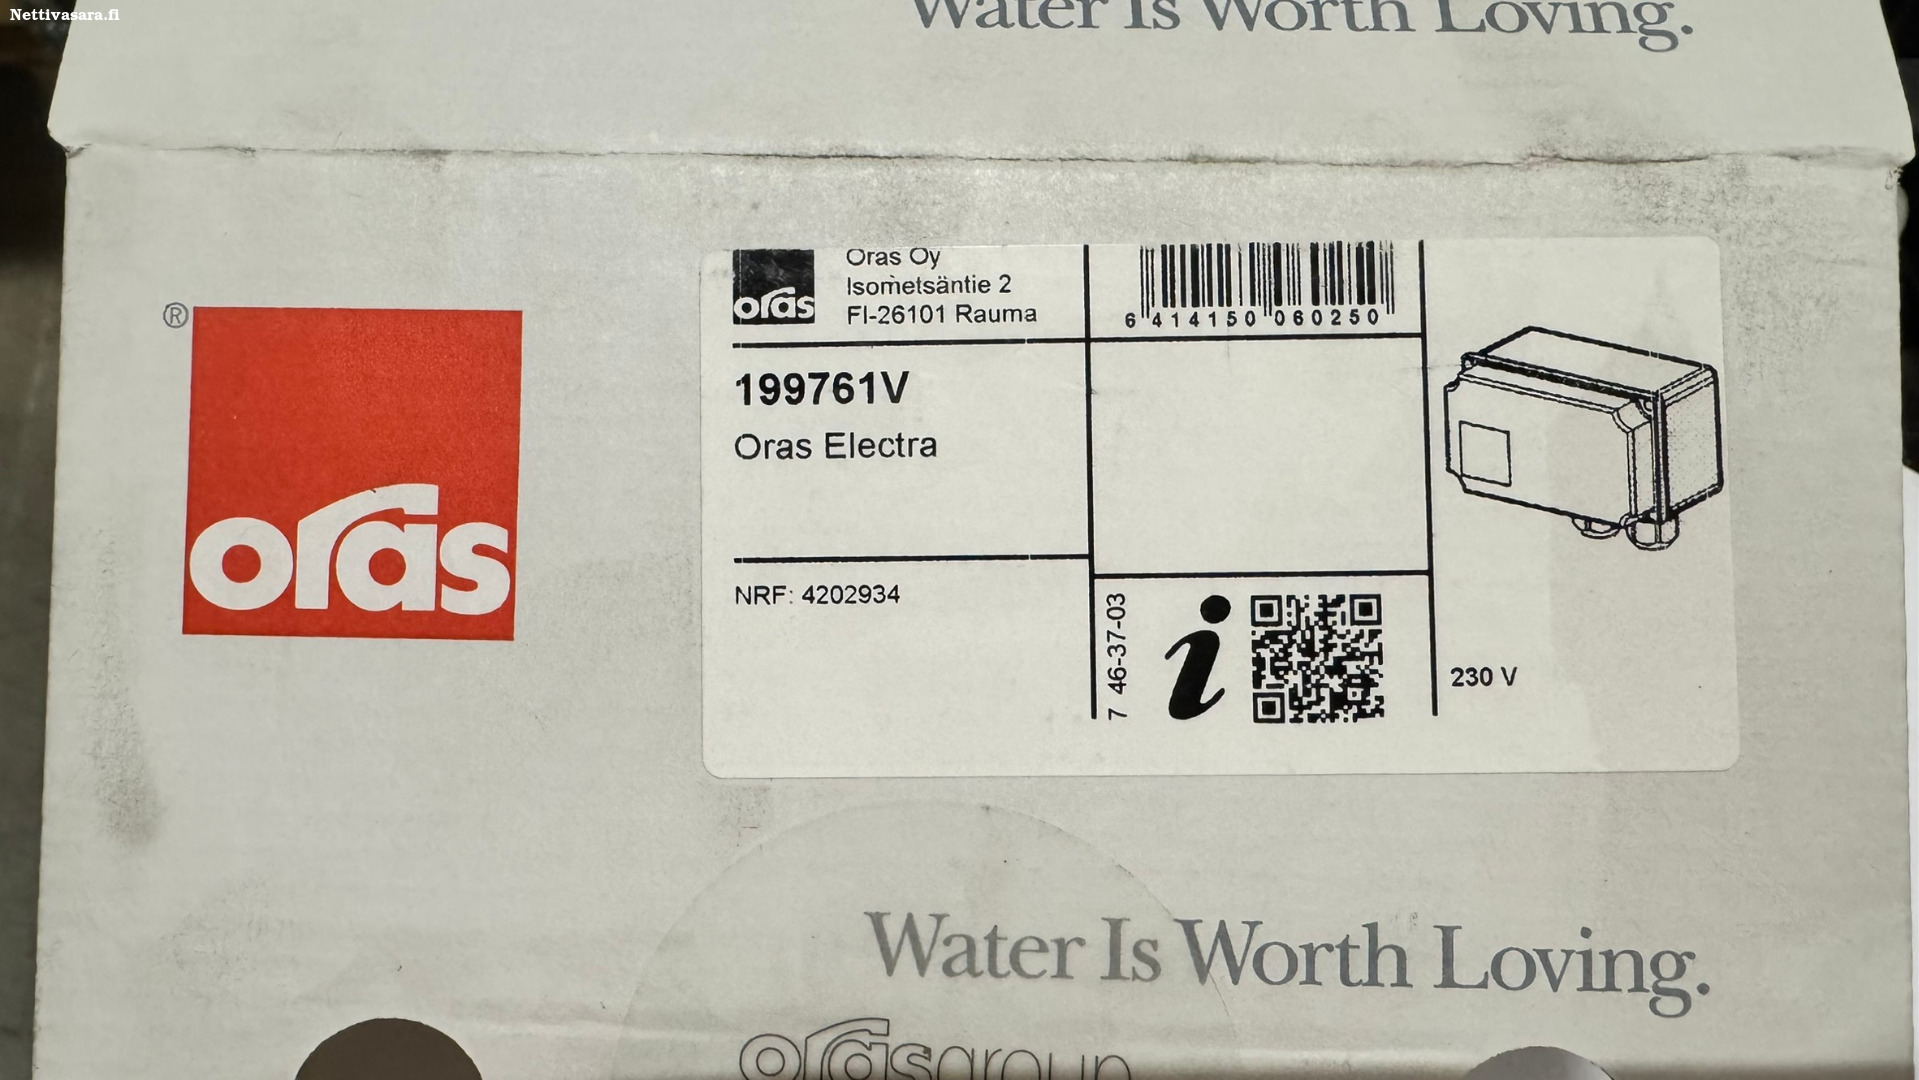 Nettivasara.fi
Water Is Worth Loving.
®
oras
oras
Oras Oy
Isometsäntie 2
FI-26101 Rauma
6 414150 060250
199761V
Oras Electra
NRF: 4202934
7 46-37-03
i
230 V
Water Is Worth Loving.
orasgroup